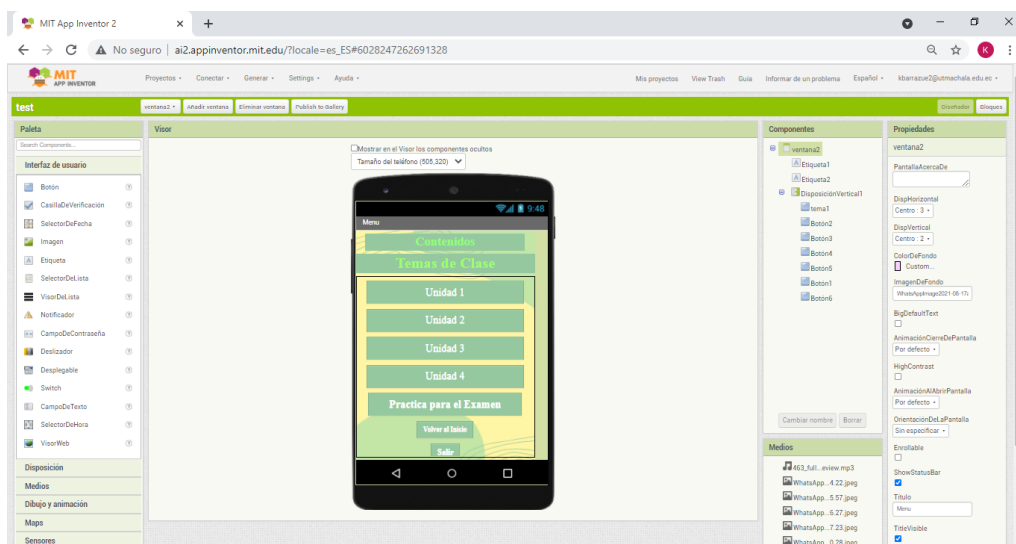 MIT App Inventor 2
No seguro | ai2.appinventor.mit.edu/?locale=es_ES#6028247262691328
K
MIT
APP INVENTOR
Proyectos
Conectar
Generar
Settings
Ayuda
Mis proyectos
View Trash
Guía
Informar de un problema
Español
kbarrazue2@utmachala.edu.ec
test
ventana2
Añadir ventana
Eliminar ventana
Publish to Gallery
Diseñador
Bloques
Paleta
Search Components...
Interfaz de usuario
Botón
CasillaDeVerificación
SelectorDeFecha
Imagen
Etiqueta
SelectorDeLista
VisorDeLista
Notificador
CampoDeContraseña
Deslizador
Desplegable
Switch
CampoDeTexto
SelectorDeHora
VisorWeb
Disposición
Medios
Dibujo y animación
Maps
Sensores
Visor
Mostrar en el Visor los componentes ocultos
Tamaño del teléfono (505,320)
9:48
Menu
Contenidos
Temas de Clase
Unidad 1
Unidad 2
Unidad 3
Unidad 4
Practica para el Examen
Volver al Inicio
Salir
Componentes
ventana2
Etiqueta1
Etiqueta2
DisposiciónVertical1
tema1
Botón2
Botón3
Botón4
Botón5
Botón1
Botón6
Cambiar nombre
Borrar
Medios
463_full...eview.mp3
WhatsApp...4.22.jpeg
WhatsApp...5.57.jpeg
WhatsApp...6.27.jpeg
WhatsApp...7.23.jpeg
WhatsApp...0.28.jpeg
Propiedades
ventana2
PantallaAcercaDe
DispHorizontal
Centro : 3
DispVertical
Centro : 2
ColorDeFondo
Custom...
ImagenDeFondo
WhatsAppImage2021-08-17a
BigDefaultText
AnimaciónCierreDePantalla
Por defecto
HighContrast
AnimaciónAlAbrirPantalla
Por defecto
OrientaciónDeLaPantalla
Sin especificar
Enrollable
ShowStatusBar
Título
Menu
TitleVisible